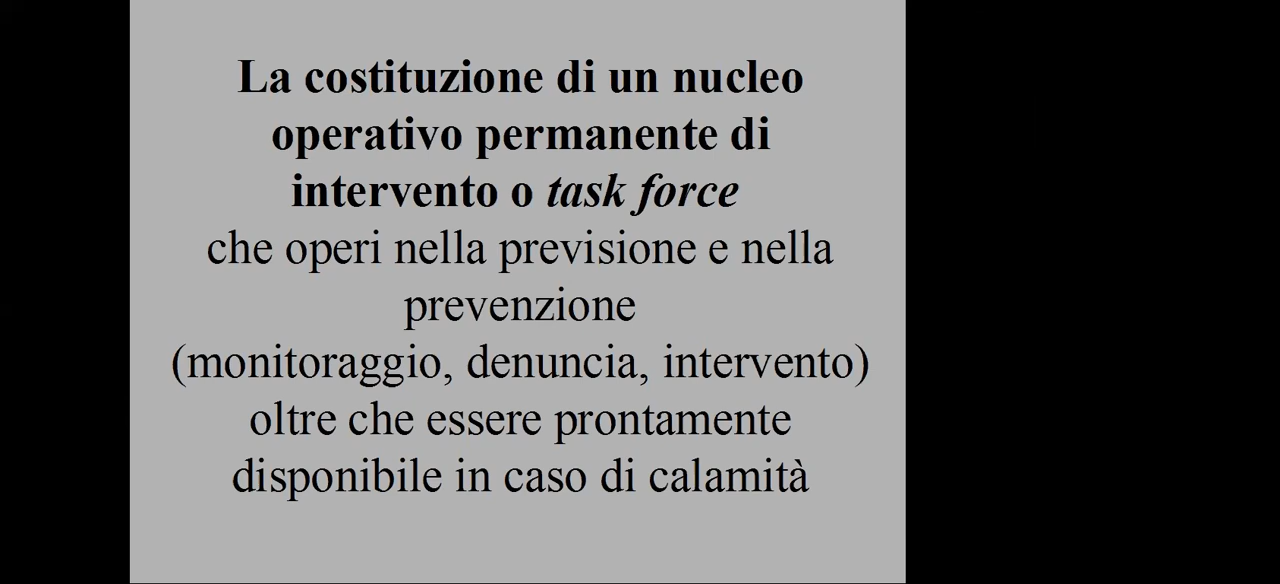 La costituzione di un nucleo
operativo permanente di
intervento o task force
che operi nella previsione e nella
prevenzione
(monitoraggio, denuncia, intervento)
oltre che essere prontamente
disponibile in caso di calamità